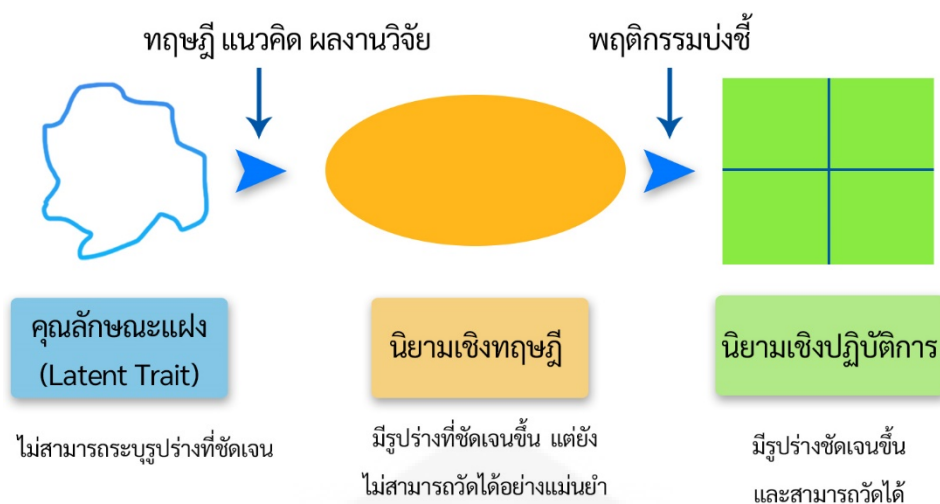 ทฤษฎี แนวคิด ผลงานวิจัย
พฤติกรรมบ่งชี้
คุณลักษณะแฝง
(Latent Trait)
นิยามเชิงทฤษฎี
นิยามเชิงปฏิบัติการ
ไม่สามารถระบุรูปร่างที่ชัดเจน
มีรูปร่างที่ชัดเจนขึ้น แต่ยัง
ไม่สามารถวัดได้อย่างแม่นยำ
มีรูปร่างชัดเจนขึ้น
และสามารถวัดได้